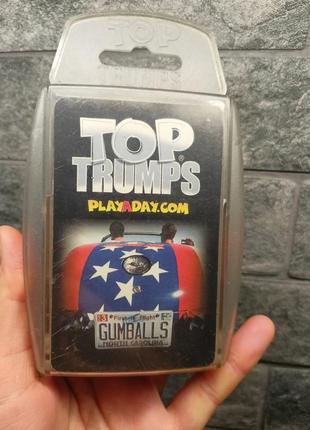 TOP
TOP
TRUMPS
PLAYADAY.COM
GUMBALLS
NORTH CAROLINA